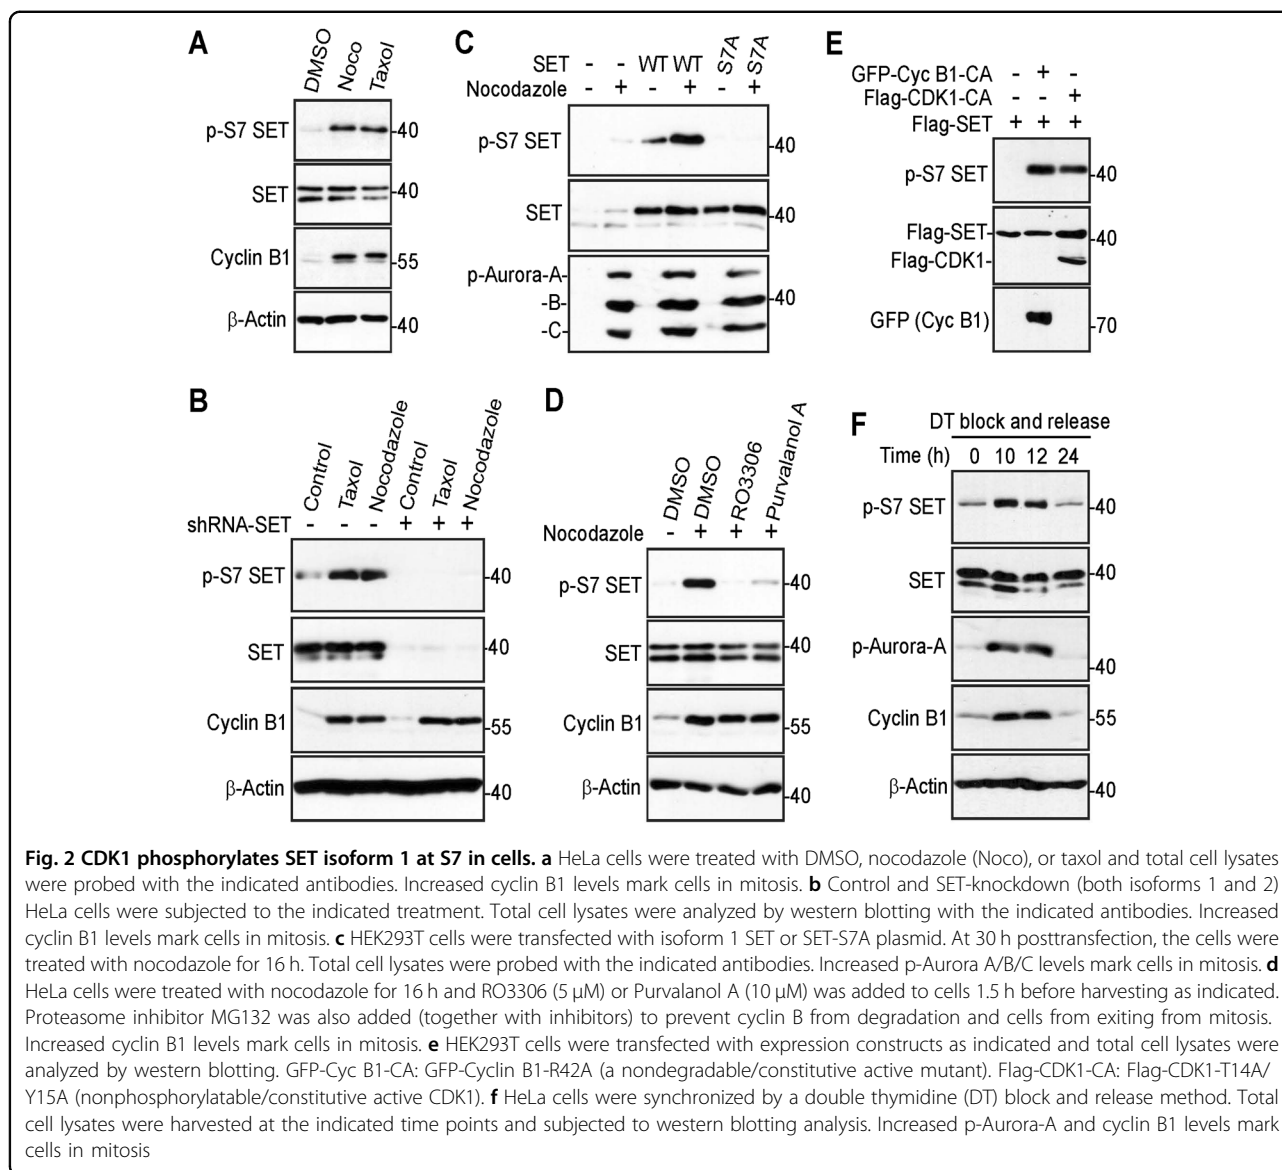 A
DMSO
Noco
Taxol
p-S7 SET
-40
SET
-40
Cyclin B1
-55
β-Actin
-40
C
SET - - WT WT S7A S7A
Nocodazole - + - + - +
p-S7 SET
-40
SET
-40
p-Aurora-A-
-B-
-40
-C-
E
GFP-Cyc B1-CA - + -
Flag-CDK1-CA - - +
Flag-SET + + +
p-S7 SET
-40
Flag-SET-
-40
Flag-CDK1-
GFP (Cyc B1)
-70
B
Control
Taxol
Nocodazole
Control
Taxol
Nocodazole
shRNA-SET - - - + + +
p-S7 SET
-40
SET
-40
Cyclin B1
-55
β-Actin
-40
D
DMSO
DMSO
RO3306
Purvalanol A
Nocodazole - + + +
p-S7 SET
-40
SET
-40
Cyclin B1
-55
β-Actin
-40
F
DT block and release
Time (h) 0 10 12 24
p-S7 SET
-40
SET
-40
p-Aurora-A
-40
Cyclin B1
-55
β-Actin
-40
Fig. 2 CDK1 phosphorylates SET isoform 1 at S7 in cells. a HeLa cells were treated with DMSO, nocodazole (Noco), or taxol and total cell lysates
were probed with the indicated antibodies. Increased cyclin B1 levels mark cells in mitosis. b Control and SET-knockdown (both isoforms 1 and 2)
HeLa cells were subjected to the indicated treatment. Total cell lysates were analyzed by western blotting with the indicated antibodies. Increased
cyclin B1 levels mark cells in mitosis. c HEK293T cells were transfected with isoform 1 SET or SET-S7A plasmid. At 30 h posttransfection, the cells were
treated with nocodazole for 16 h. Total cell lysates were probed with the indicated antibodies. Increased p-Aurora A/B/C levels mark cells in mitosis. d
HeLa cells were treated with nocodazole for 16 h and RO3306 (5 μM) or Purvalanol A (10 μM) was added to cells 1.5 h before harvesting as indicated.
Proteasome inhibitor MG132 was also added (together with inhibitors) to prevent cyclin B from degradation and cells from exiting from mitosis.
Increased cyclin B1 levels mark cells in mitosis. e HEK293T cells were transfected with expression constructs as indicated and total cell lysates were
analyzed by western blotting. GFP-Cyc B1-CA: GFP-Cyclin B1-R42A (a nondegradable/constitutive active mutant). Flag-CDK1-CA: Flag-CDK1-T14A/
Y15A (nonphosphorylatable/constitutive active CDK1). f HeLa cells were synchronized by a double thymidine (DT) block and release method. Total
cell lysates were harvested at the indicated time points and subjected to western blotting analysis. Increased p-Aurora-A and cyclin B1 levels mark
cells in mitosis